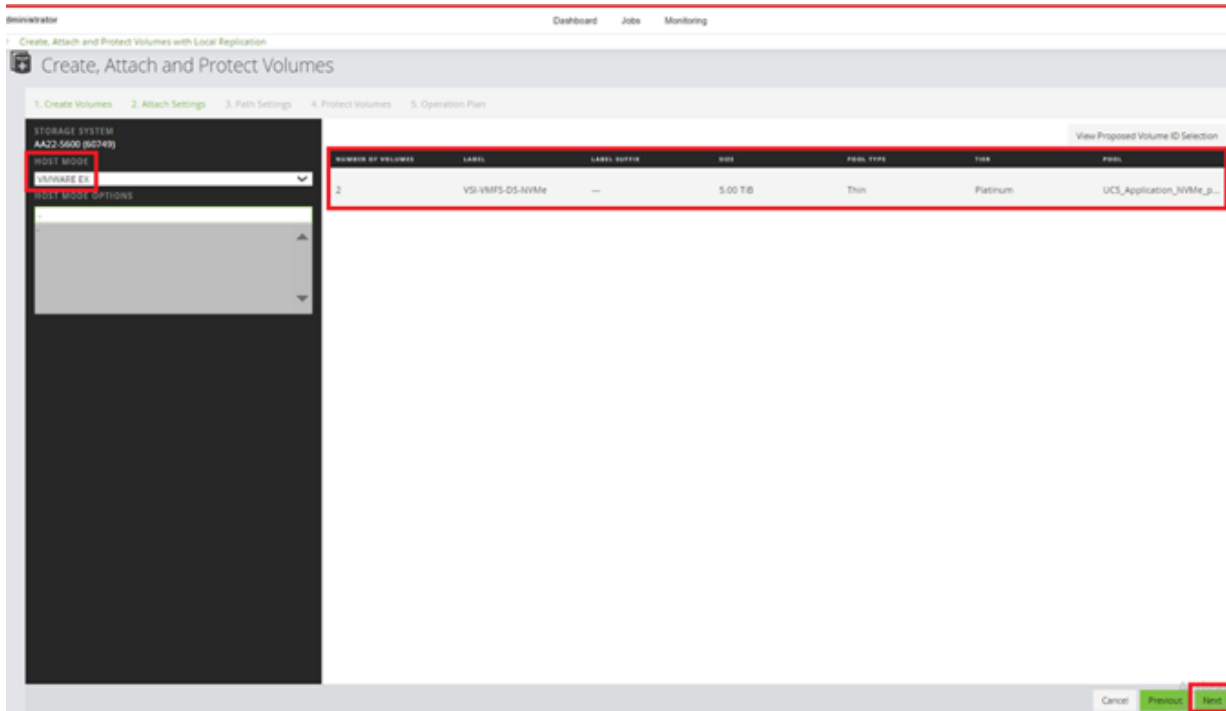 dministrator Dashboard Jobs Monitoring
Create, Attach and Protect Volumes with Local Replication
Create, Attach and Protect Volumes
1. Create Volumes 2. Attach Settings 3. Path Settings 4. Protect Volumes 5. Operation Plan
STORAGE SYSTEM
AA22-5600 (60749)
HOST MODE
VMWARE EX
HOST MODE OPTIONS
-
View Proposed Volume ID Selection
NUMBER OF VOLUMES LABEL LABEL SUFFIX SIZE POOL TYPE TIER POOL
2 VSI-VMFS-DS-NVMe — 5.00 TiB Thin Platinum UCS_Application_NVMe_p...
Cancel Previous Next